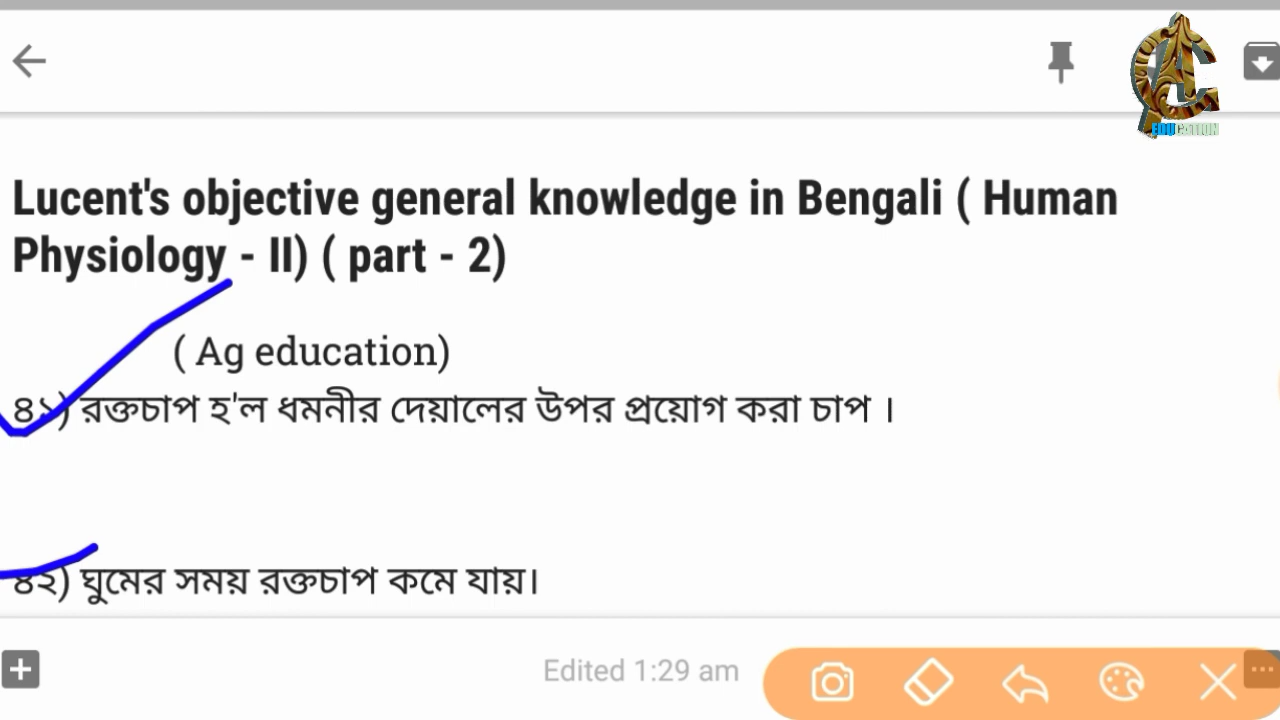 EDUCATION
Lucent's objective general knowledge in Bengali ( Human
Physiology - II) ( part - 2)
( Ag education)
৪১) রক্তচাপ হ'ল ধমনীর দেয়ালের উপর প্রয়োগ করা চাপ ।
৪২) ঘুমের সময় রক্তচাপ কমে যায়।
Edited 1:29 am